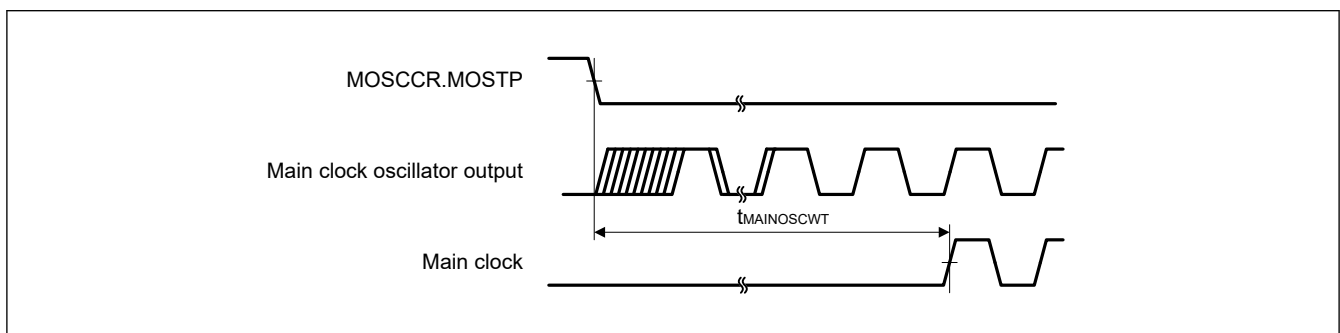 MOSCCR.MOSTP
Main clock oscillator output
tMAINOSCWT
Main clock